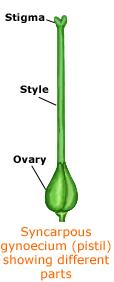 Stigma
Style
Ovary
Syncarpous
gynoecium (pistil)
showing different
parts